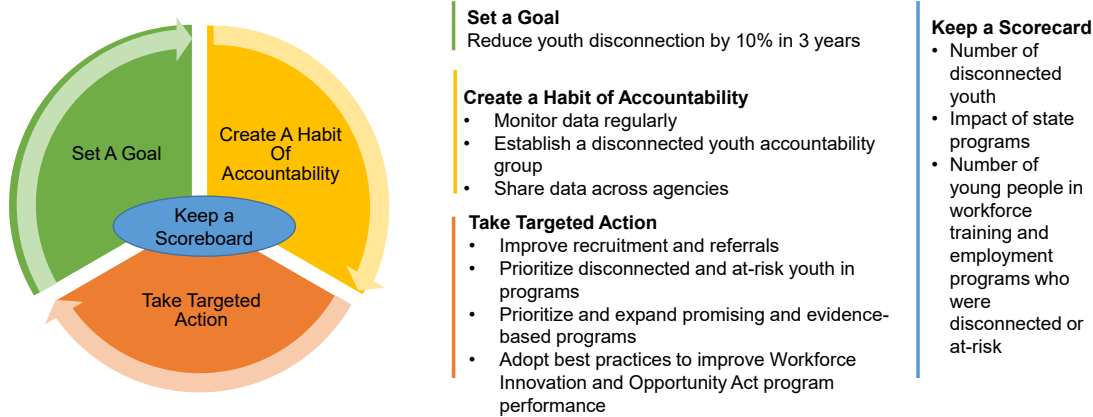 Set A Goal
Create A Habit
Of
Accountability
Keep a
Scoreboard
Take Targeted
Action
Set a Goal
Reduce youth disconnection by 10% in 3 years
Create a Habit of Accountability
• Monitor data regularly
• Establish a disconnected youth accountability
group
• Share data across agencies
Take Targeted Action
• Improve recruitment and referrals
• Prioritize disconnected and at-risk youth in
programs
• Prioritize and expand promising and evidence-
based programs
• Adopt best practices to improve Workforce
Innovation and Opportunity Act program
performance
Keep a Scorecard
• Number of
disconnected
youth
• Impact of state
programs
• Number of
young people in
workforce
training and
employment
programs who
were
disconnected or
at-risk